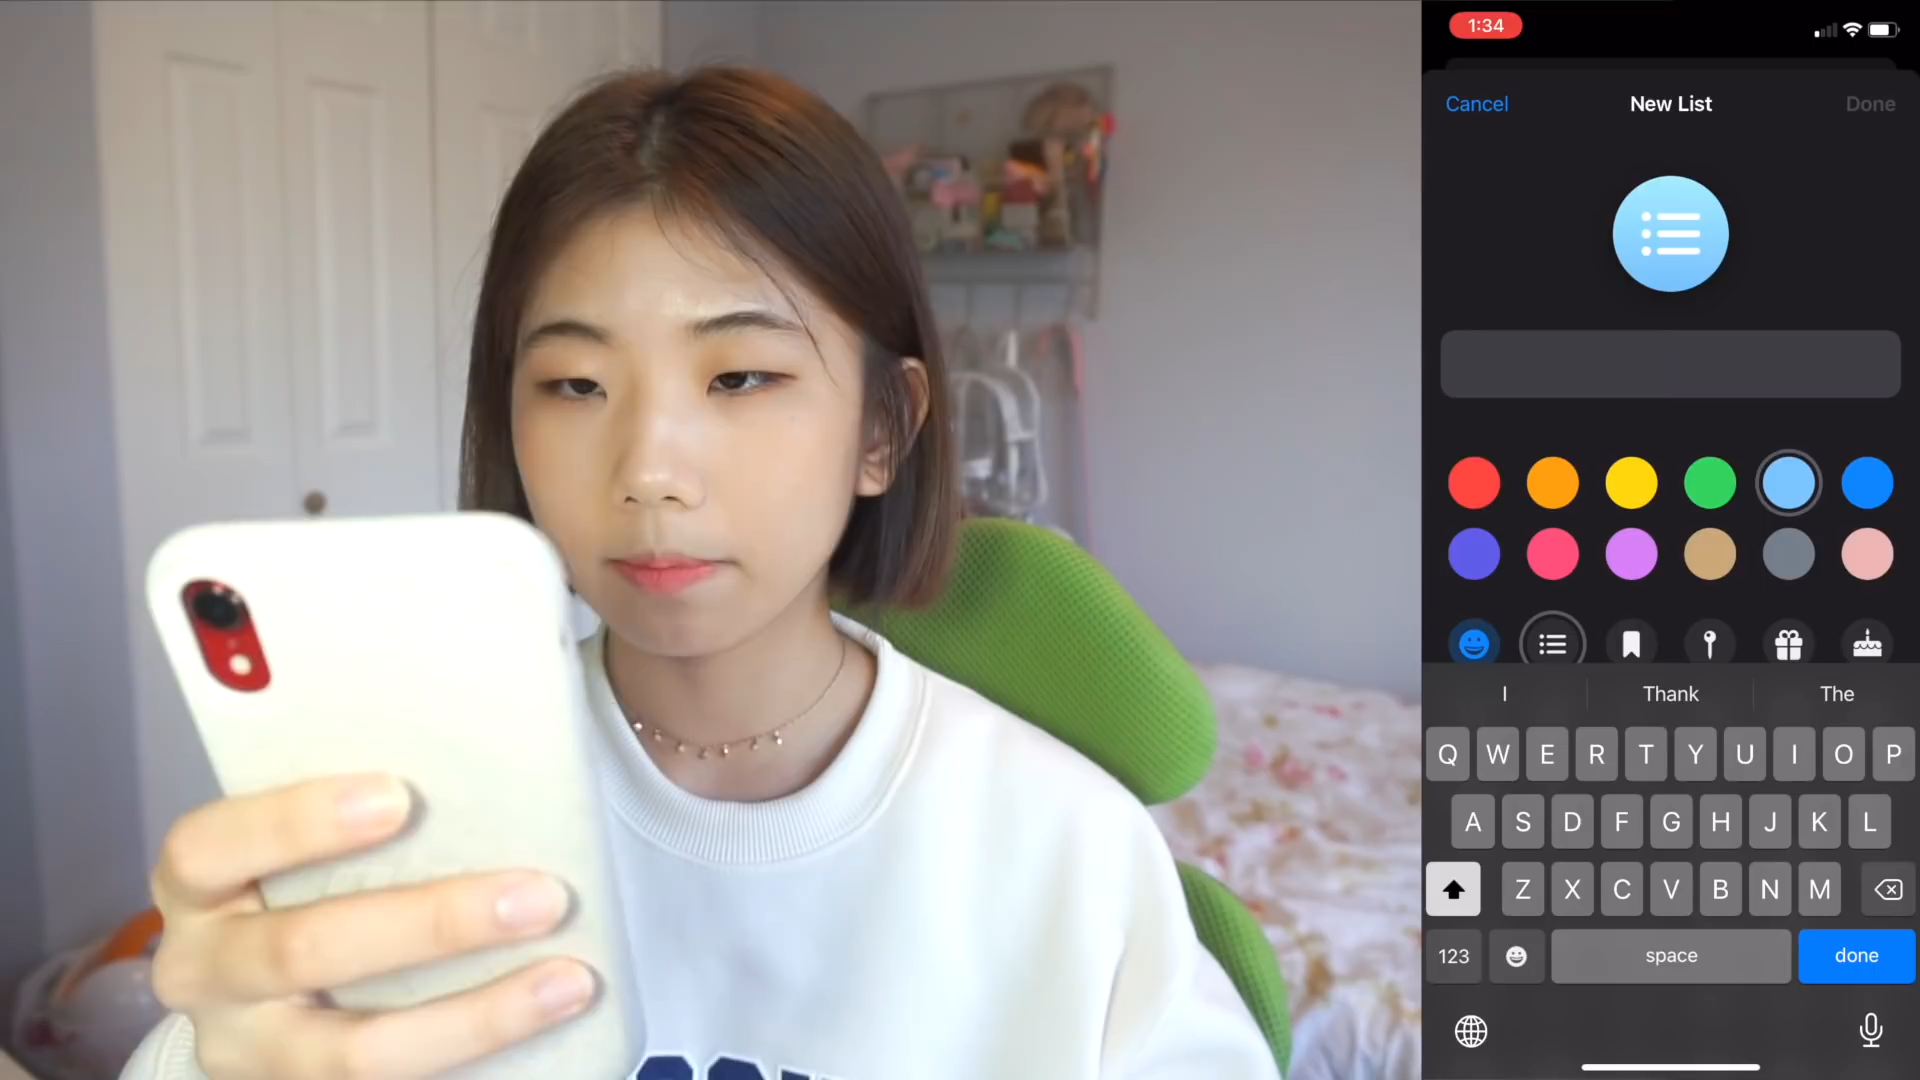 1:34
Cancel New List Done
I Thank The
Q W E R T Y U I O P
A S D F G H J K L
Z X C V B N M
123 space done